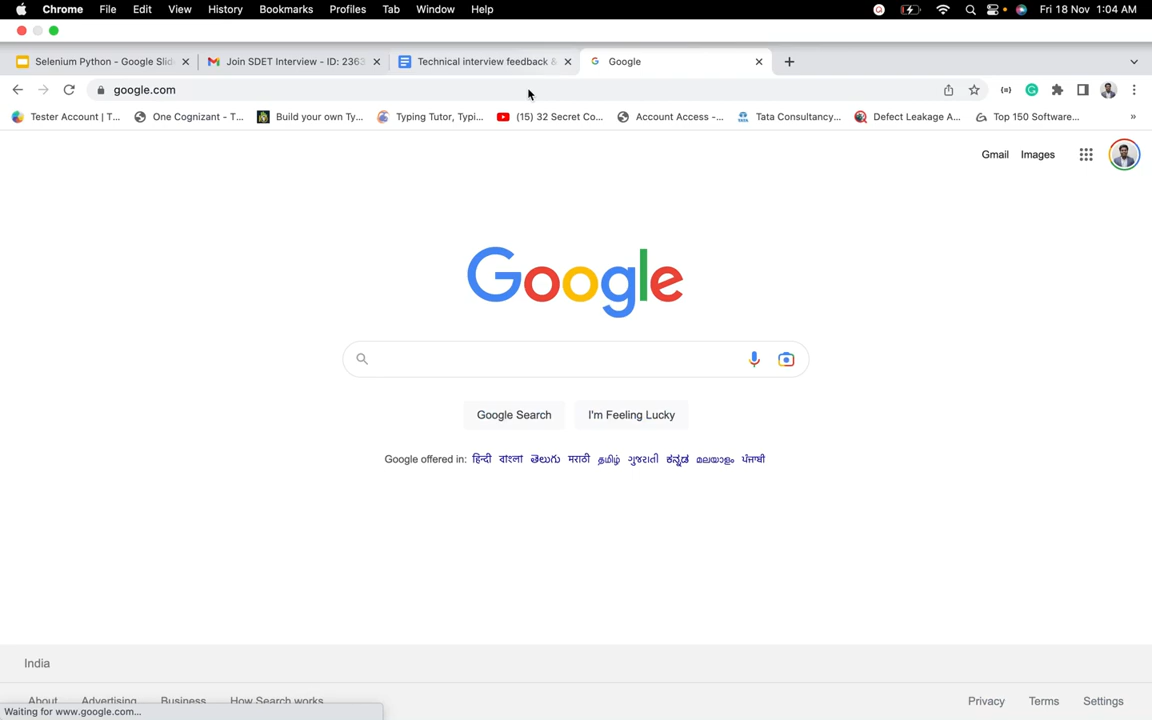 Chrome File Edit View History Bookmarks Profiles Tab Window Help Fri 18 Nov 1:04 AM
Selenium Python - Google Slid Join SDET Interview - ID: 2363 Technical interview feedback & Google
google.com
Tester Account | T... One Cognizant - T... Build your own Ty... Typing Tutor, Typi... (15) 32 Secret Co... Account Access -... Tata Consultancy... Defect Leakage A... Top 150 Software... »
Gmail Images
Google
Google Search I'm Feeling Lucky
Google offered in: हिन्दी বাংলা తెలుగు मराठी தமிழ் ગુજરાતી ಕನ್ನಡ മലയാളം ਪੰਜਾਬੀ
India
About Advertising Business How Search works Privacy Terms Settings
Waiting for www.google.com...